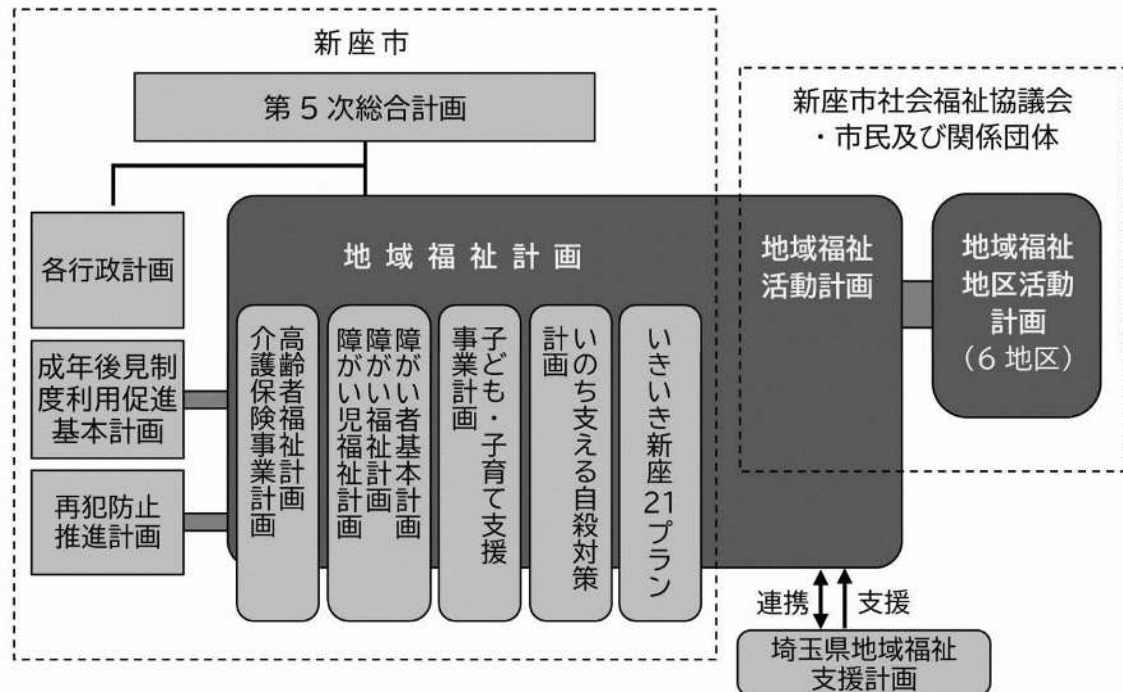 新座市
第5次総合計画
新座市社会福祉協議会
・市民及び関係団体
各行政計画
成年後見制
度利用促進
基本計画
再犯防止
推進計画
地域福祉計画
高齢者福祉計画
介護保険事業計画
障がい者基本計画
障がい福祉計画
障がい児福祉計画
子ども・子育て支援
事業計画
いのち支える自殺対策
計画
いきいき新座21プラン
地域福祉
活動計画
地域福祉
地区活動
計画
（6地区）
連携
支援
埼玉県地域福祉
支援計画